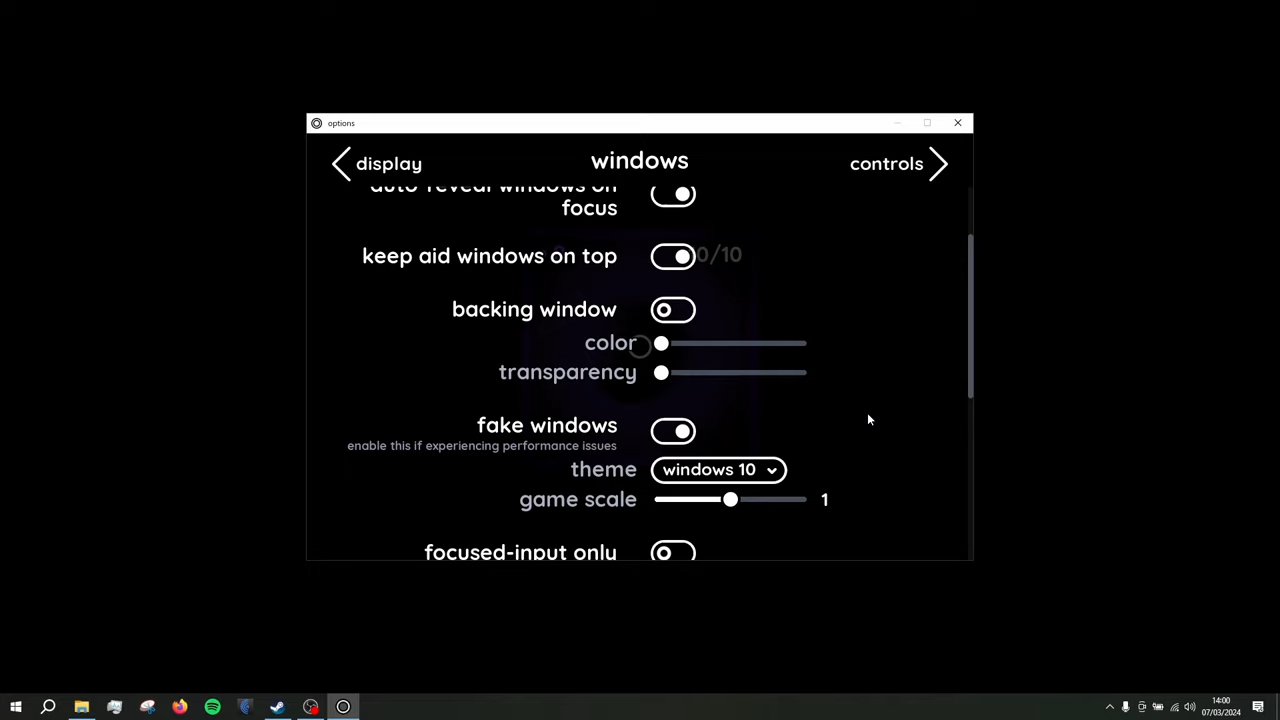 options
display
windows
controls
auto reveal windows on
focus
keep aid windows on top
0/10
backing window
color
transparency
fake windows
enable this if experiencing performance issues
theme
windows 10
game scale
1
focused-input only
14:00
07/03/2024